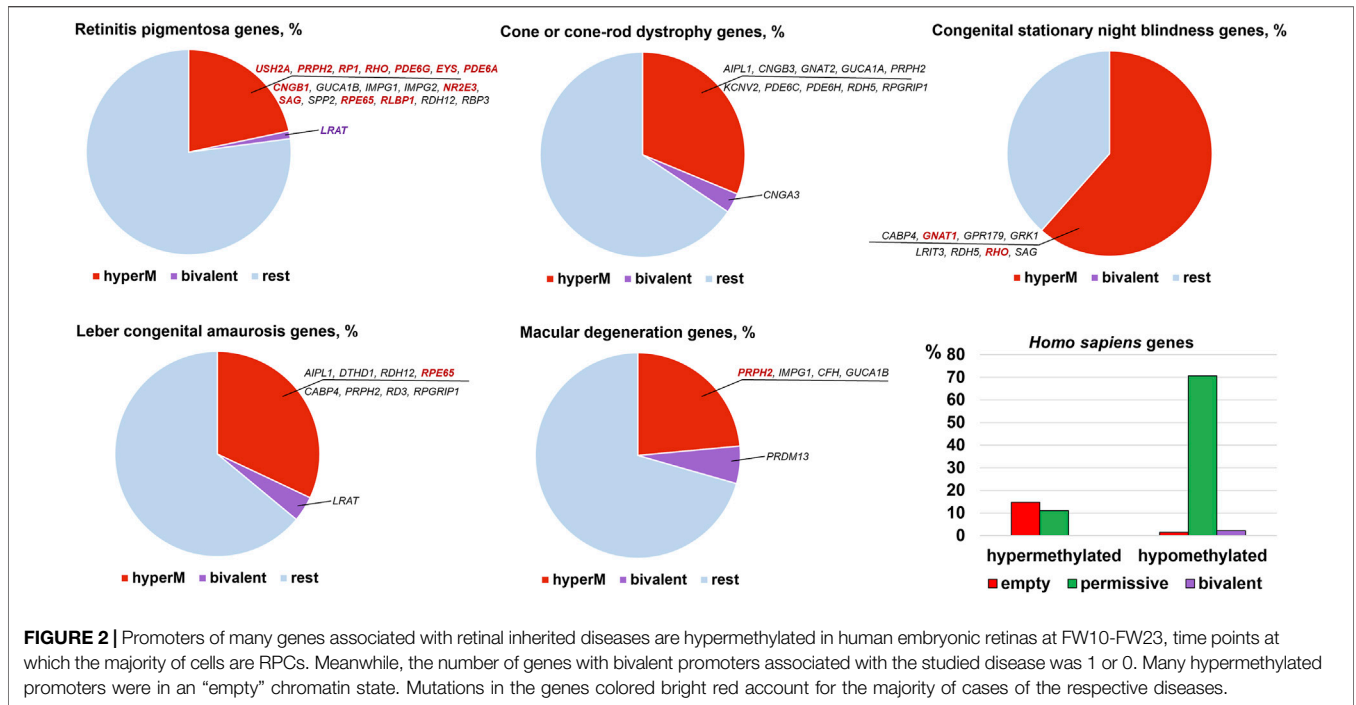 Retinitis pigmentosa genes, %
USH2A, PRPH2, RP1, RHO, PDE6G, EYS, PDE6A
CNGB1, GUCA1B, IMPG1, IMPG2, NR2E3,
SAG, SPP2, RPE65, RLBP1, RDH12, RBP3
LRAT
hyperM bivalent rest
Cone or cone-rod dystrophy genes, %
AIPL1, CNGB3, GNAT2, GUCA1A, PRPH2
KCNV2, PDE6C, PDE6H, RDH5, RPGRIP1
CNGA3
hyperM bivalent rest
Congenital stationary night blindness genes, %
CABP4, GNAT1, GPR179, GRK1
LRIT3, RDH5, RHO, SAG
hyperM bivalent rest
Leber congenital amaurosis genes, %
AIPL1, DTHD1, RDH12, RPE65
CABP4, PRPH2, RD3, RPGRIP1
LRAT
hyperM bivalent rest
Macular degeneration genes, %
PRPH2, IMPG1, CFH, GUCA1B
PRDM13
hyperM bivalent rest
Homo sapiens genes
%
80
70
60
50
40
30
20
10
0
hypermethylated hypomethylated
empty permissive bivalent
FIGURE 2 | Promoters of many genes associated with retinal inherited diseases are hypermethylated in human embryonic retinas at FW10-FW23, time points at
which the majority of cells are RPCs. Meanwhile, the number of genes with bivalent promoters associated with the studied disease was 1 or 0. Many hypermethylated
promoters were in an “empty” chromatin state. Mutations in the genes colored bright red account for the majority of cases of the respective diseases.